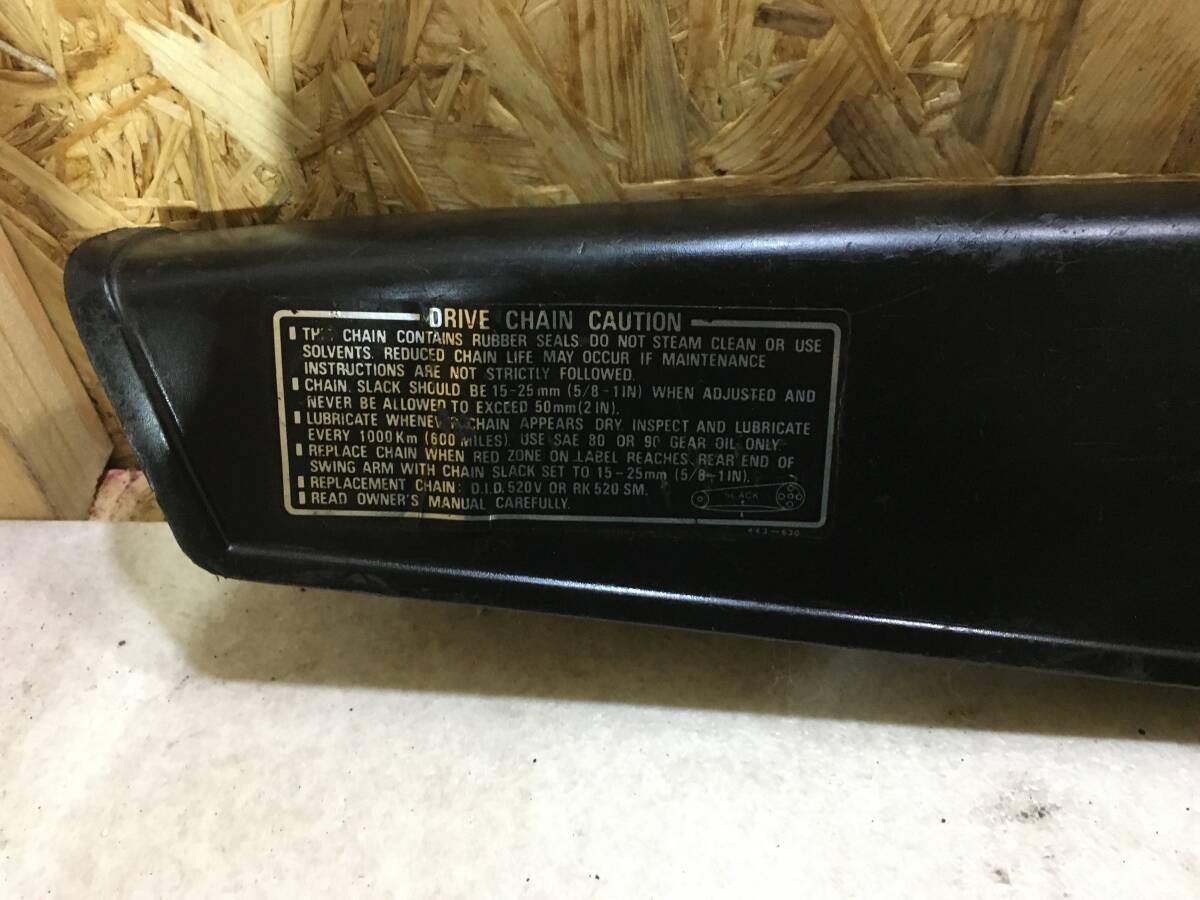 DRIVE CHAIN CAUTION
THIS CHAIN CONTAINS RUBBER SEALS. DO NOT STEAM CLEAN OR USE
SOLVENTS. REDUCED CHAIN LIFE MAY OCCUR IF MAINTENANCE
INSTRUCTIONS ARE NOT STRICTLY FOLLOWED.
CHAIN. SLACK SHOULD BE 15-25mm (5/8-1IN) WHEN ADJUSTED AND
NEVER BE ALLOWED TO EXCEED 50mm(2IN).
LUBRICATE WHENEVER CHAIN APPEARS DRY. INSPECT AND LUBRICATE
EVERY 1000Km (600 MILES). USE SAE 80 OR 90 GEAR OIL ONLY.
REPLACE CHAIN WHEN RED ZONE ON LABEL REACHES REAR END OF
SWING ARM WITH CHAIN SLACK SET TO 15-25mm (5/8-1IN).
REPLACEMENT CHAIN: D.I.D. 520V OR RK 520 SM.
SLACK
READ OWNER'S MANUAL CAREFULLY.